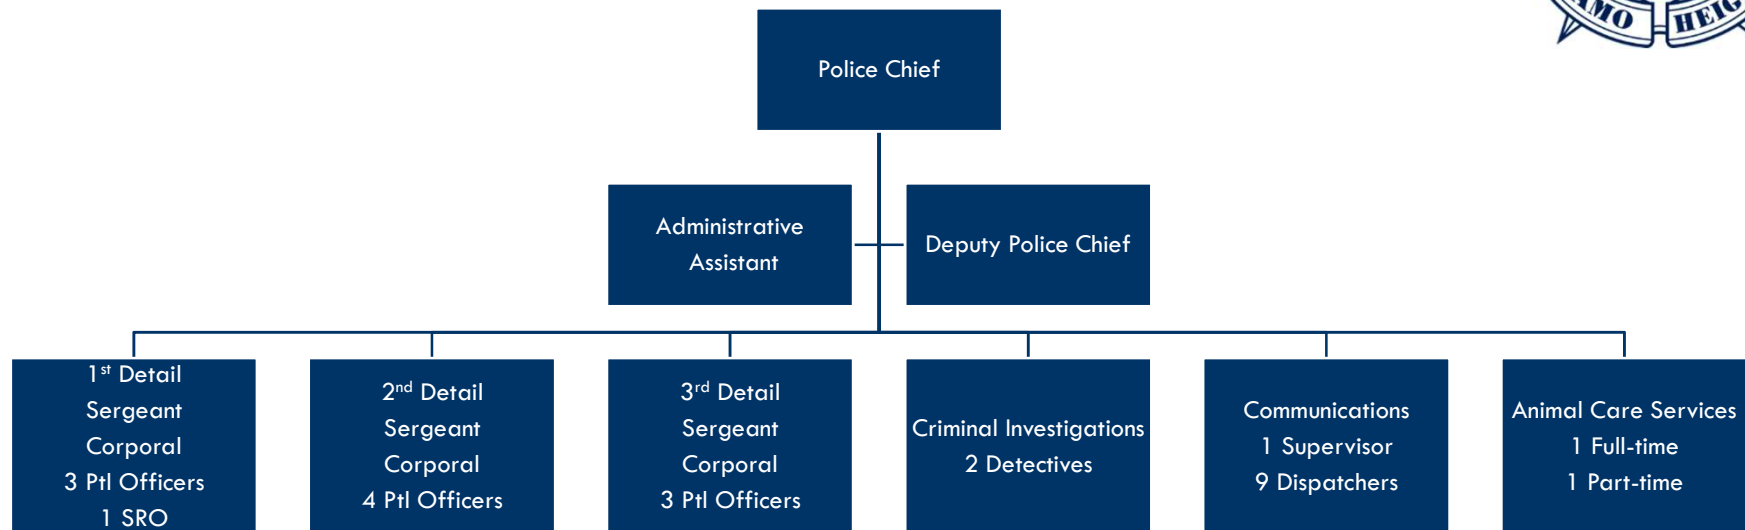 HEIG
Police Chief
Administrative
Assistant
Deputy Police Chief
1st Detail
Sergeant
Corporal
3 Ptl Officers
1 SRO
2nd Detail
Sergeant
Corporal
4 Ptl Officers
3rd Detail
Sergeant
Corporal
3 Ptl Officers
Criminal Investigations
2 Detectives
Communications
1 Supervisor
9 Dispatchers
Animal Care Services
1 Full-time
1 Part-time